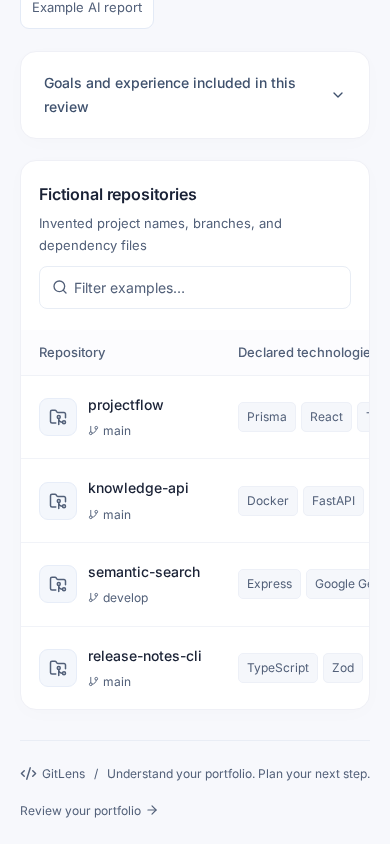 Example AI report
Goals and experience included in this
review
Fictional repositories
Invented project names, branches, and
dependency files
Filter examples...
Repository Declared technologie
projectflow
main
Prisma React
knowledge-api
main
Docker FastAPI
semantic-search
develop
Express Google Ge
release-notes-cli
main
TypeScript Zod
GitLens / Understand your portfolio. Plan your next step.
Review your portfolio →